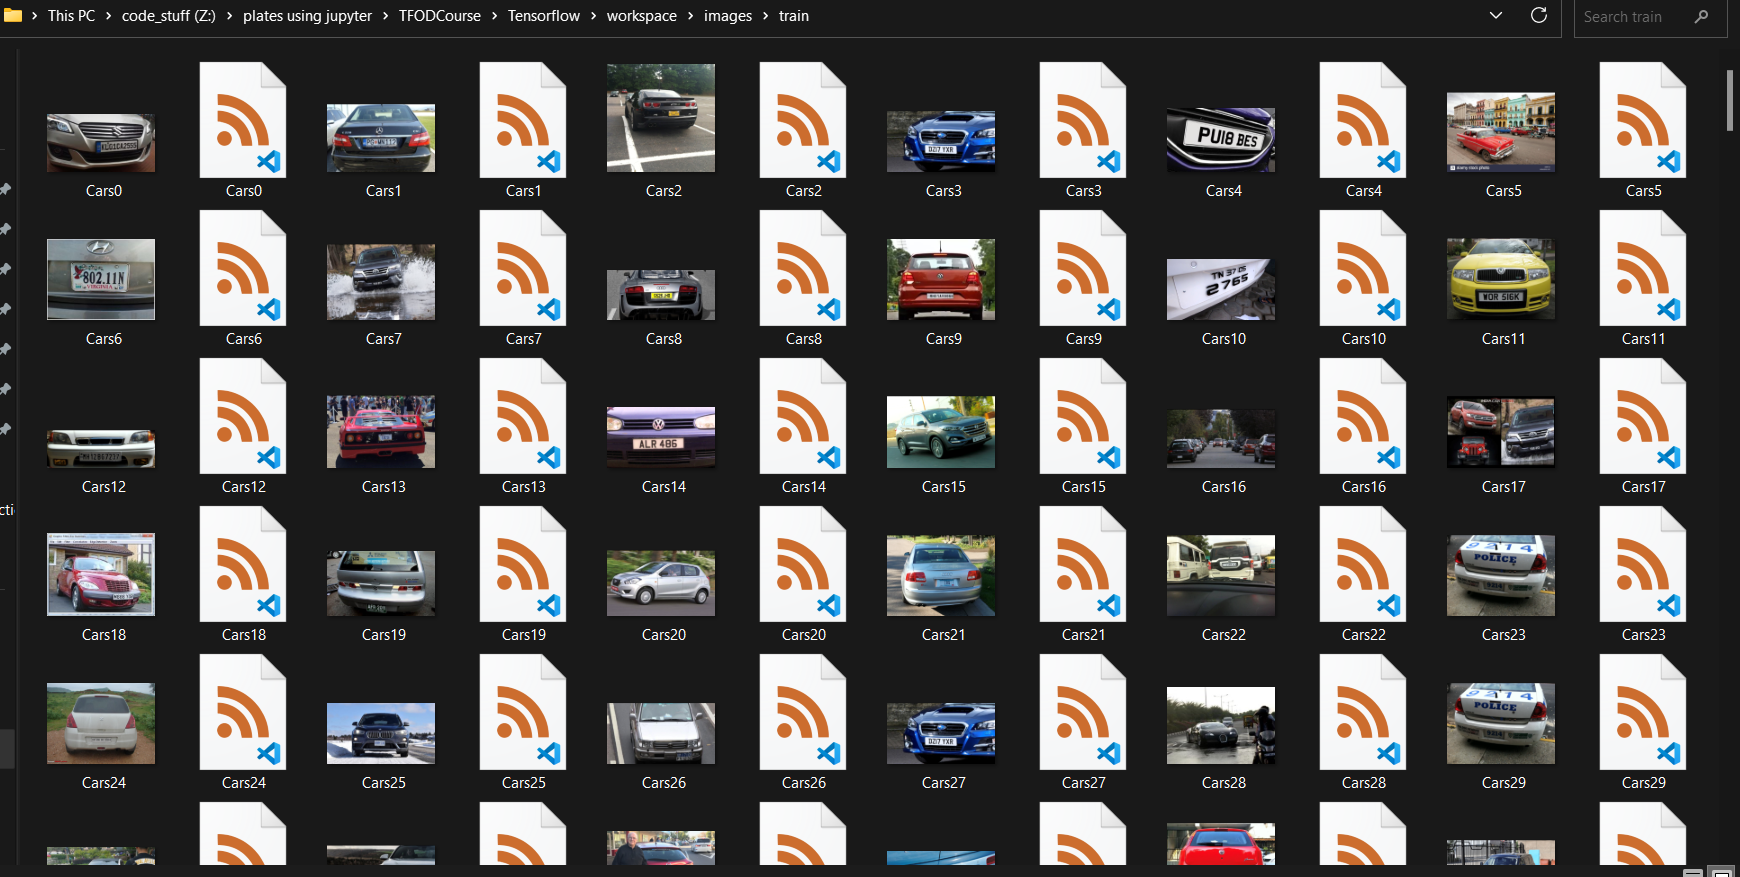 This PC > code_stuff (Z:) > plates using jupyter > TFODCourse > Tensorflow > workspace > images > train
Search train
PU18 BES
Cars0 Cars0 Cars1 Cars1 Cars2 Cars2 Cars3 Cars3 Cars4 Cars4 Cars5 Cars5
802.11N
TN 37 CS
2765
WOR 516K
Cars6 Cars6 Cars7 Cars7 Cars8 Cars8 Cars9 Cars9 Cars10 Cars10 Cars11 Cars11
ALR 486
Cars12 Cars12 Cars13 Cars13 Cars14 Cars14 Cars15 Cars15 Cars16 Cars16 Cars17 Cars17
cti
9214
POLICE
Cars18 Cars18 Cars19 Cars19 Cars20 Cars20 Cars21 Cars21 Cars22 Cars22 Cars23 Cars23
9214
POLICE
Cars24 Cars24 Cars25 Cars25 Cars26 Cars26 Cars27 Cars27 Cars28 Cars28 Cars29 Cars29